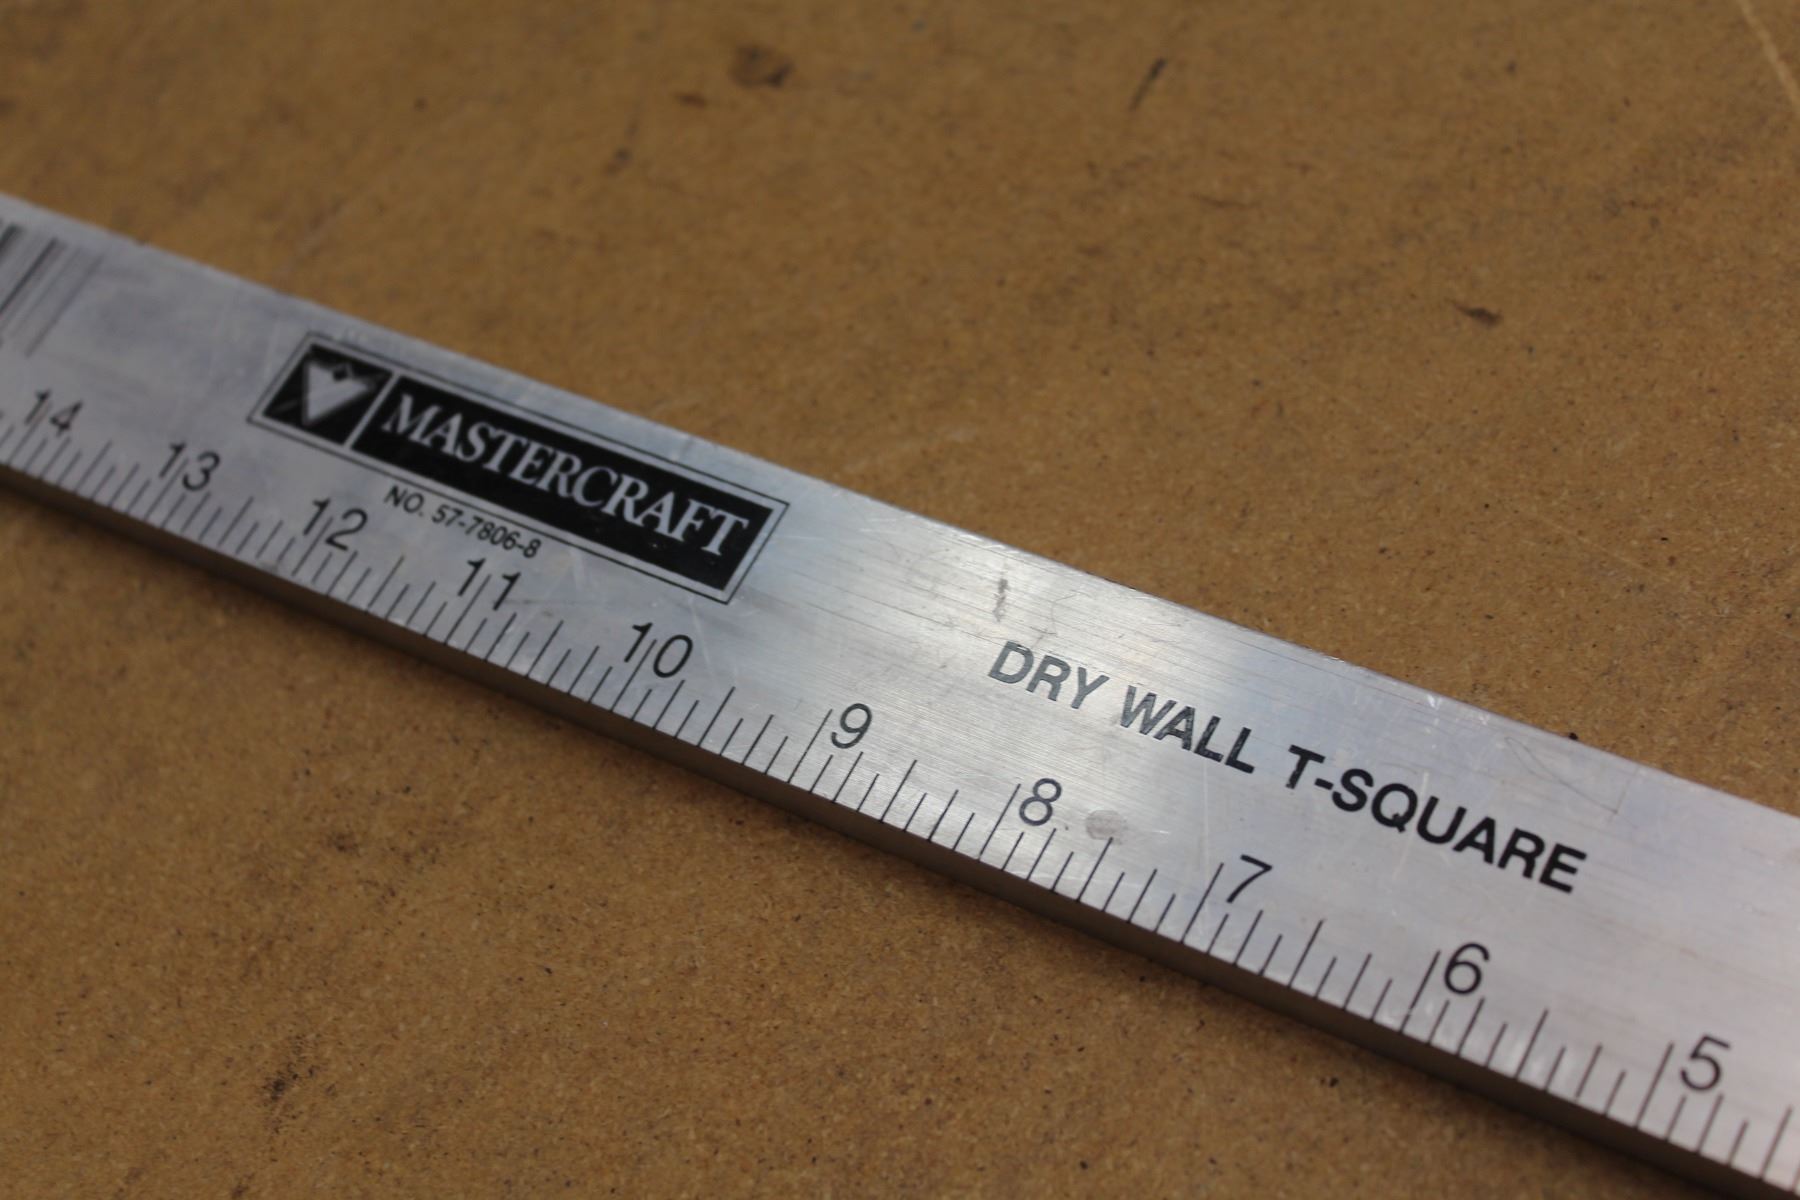 MASTERCRAFT
NO. 57-7806-8
DRY WALL T-SQUARE
14 13 12 11 10 9 8 7 6 5